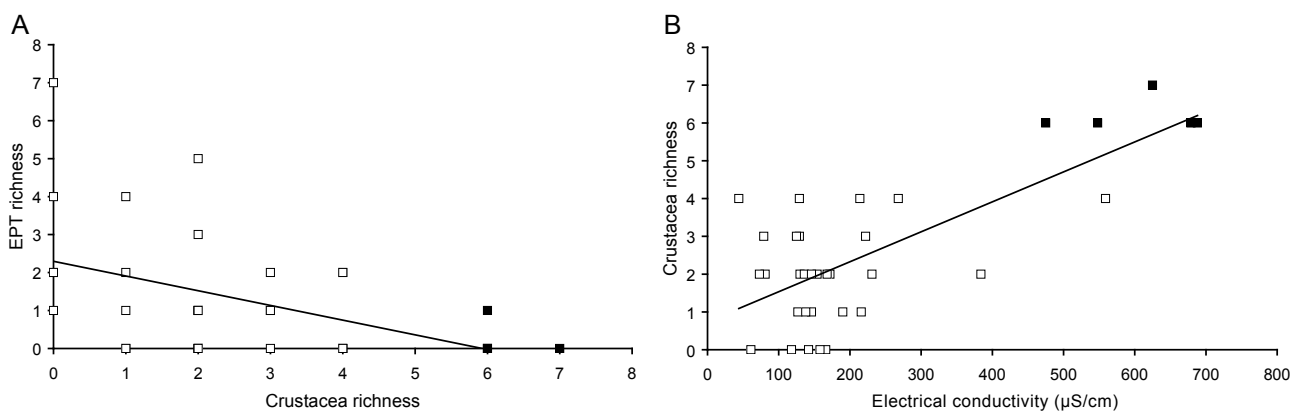 A
EPT richness
8
7
6
5
4
3
2
1
0
0 1 2 3 4 5 6 7 8
Crustacea richness
B
Crustacea richness
8
7
6
5
4
3
2
1
0
0 100 200 300 400 500 600 700 800
Electrical conductivity (µS/cm)